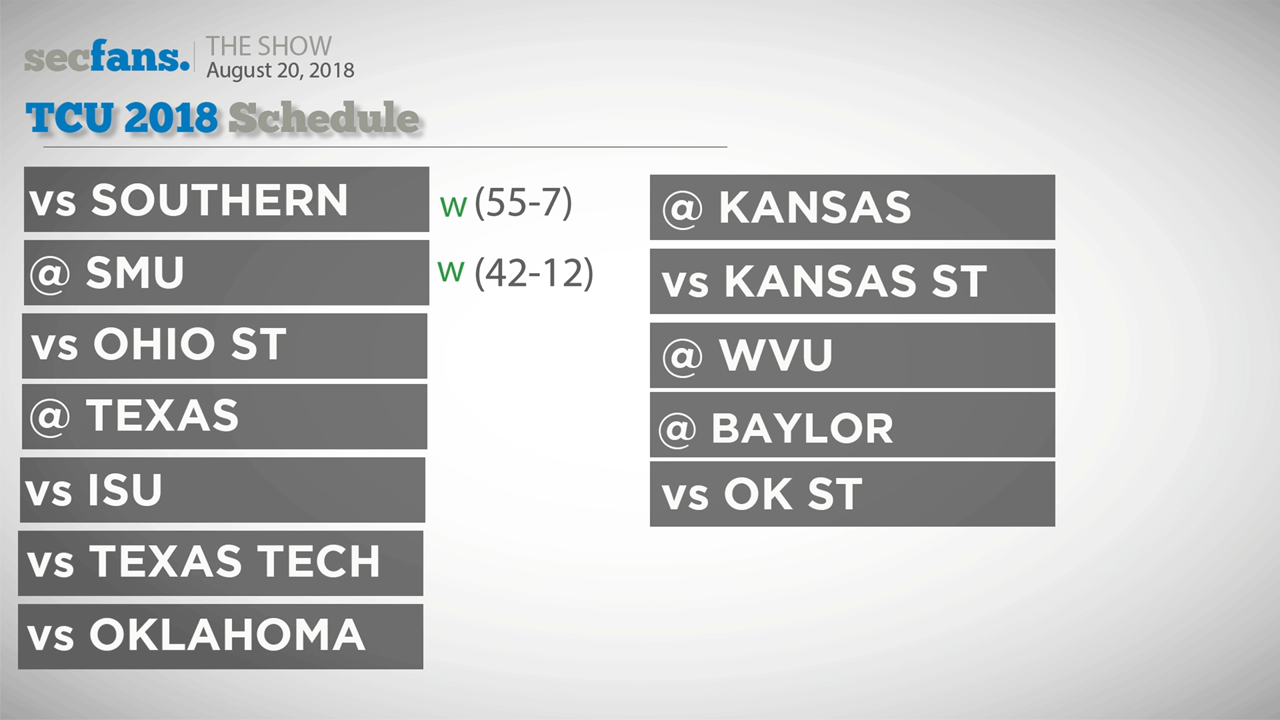 secfans.
THE SHOW
August 20, 2018
TCU 2018 Schedule
vs SOUTHERN w (55-7)
@ SMU w (42-12)
vs OHIO ST
@ TEXAS
vs ISU
vs TEXAS TECH
vs OKLAHOMA
@ KANSAS
vs KANSAS ST
@ WVU
@ BAYLOR
vs OK ST